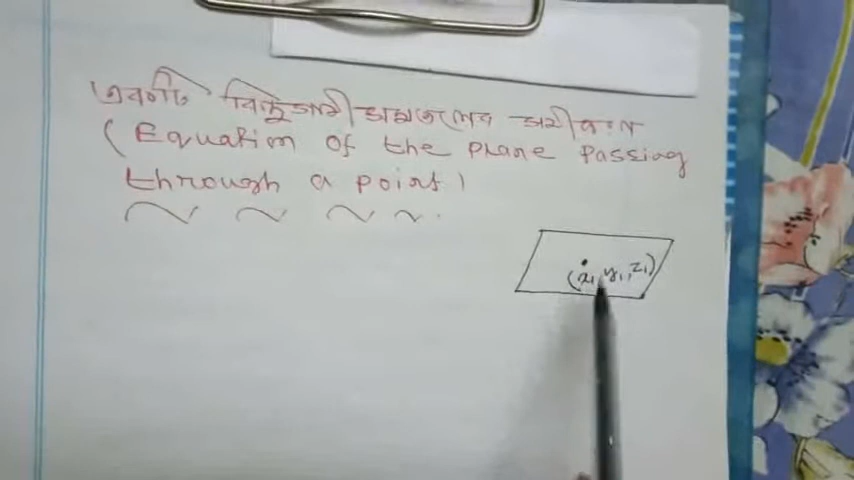 একটি বিন্দুগামী সমতলের সমীকরণ
(Equation of the plane passing
through a point)
(x₁, y₁, z₁)